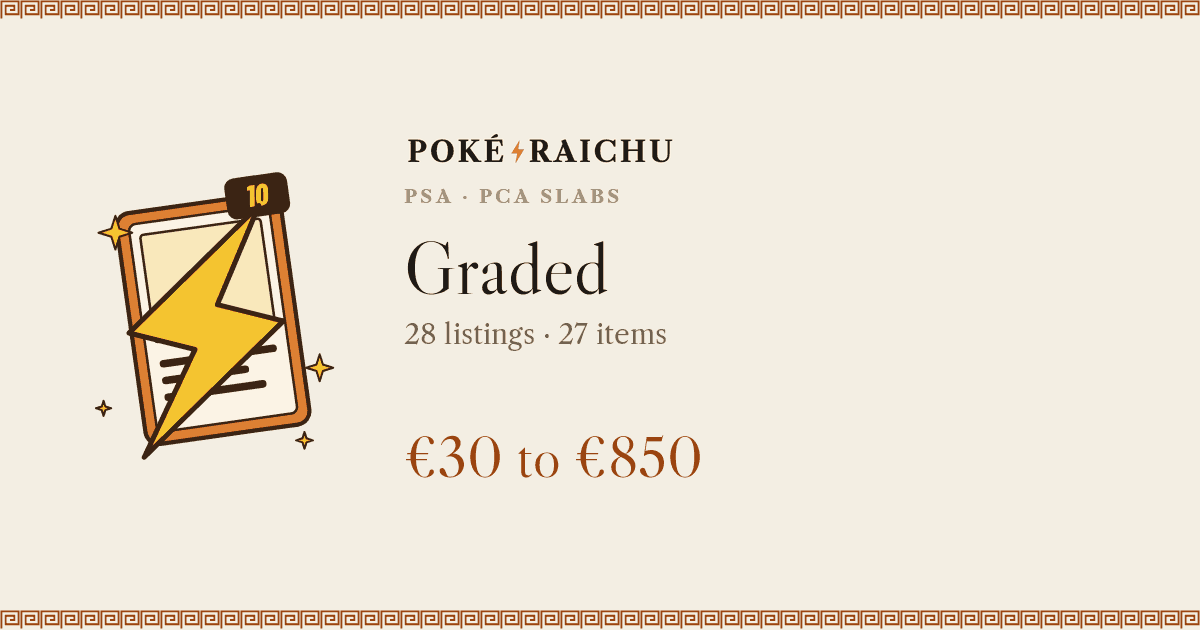 10
POKÉ RAICHU
PSA · PCA SLABS
Graded
28 listings · 27 items
€30 to €850